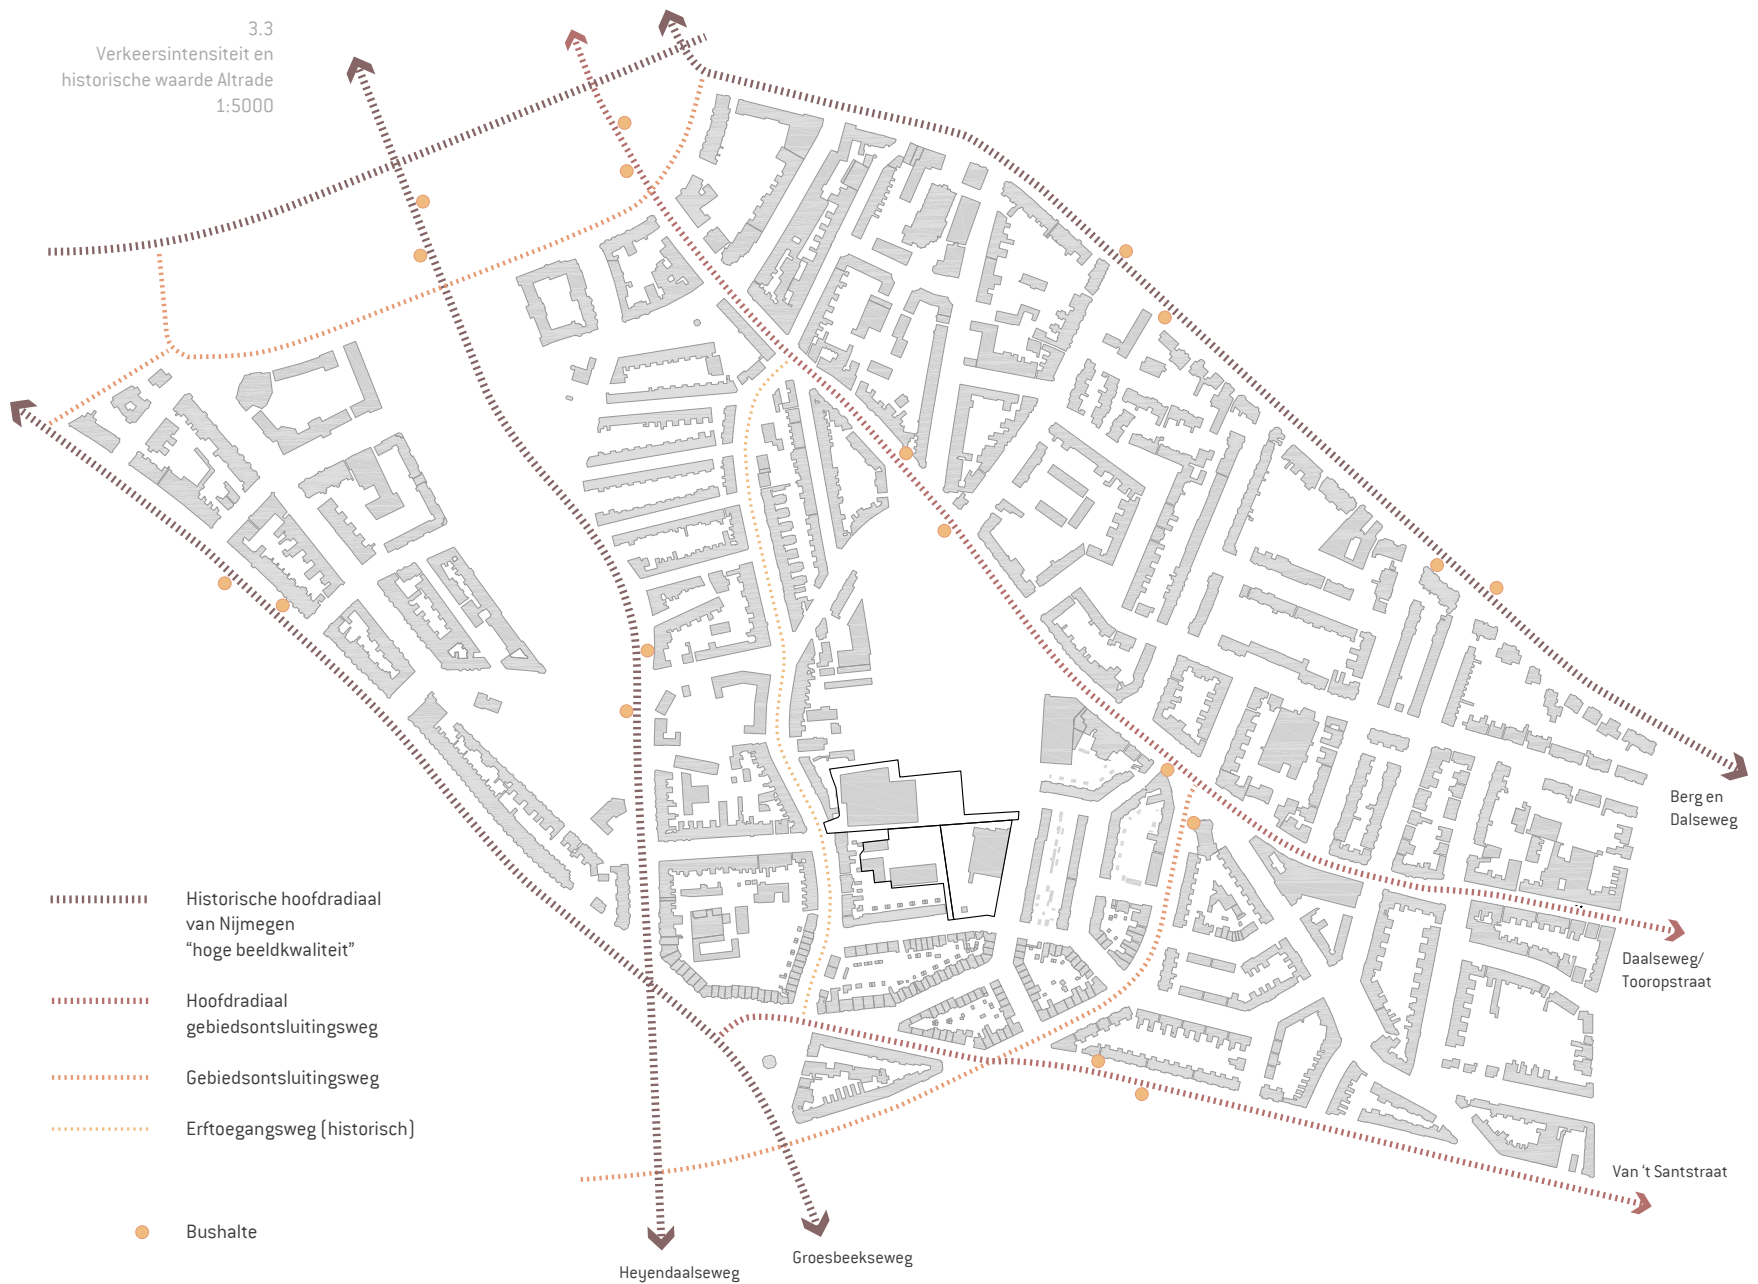 3.3
Verkeersintensiteit en
historische waarde Altrade
1:5000
Berg en
Dalseweg
Historische hoofdradiaal
van Nijmegen
“hoge beeldkwaliteit”
Daalseweg/
Tooropstraat
Hoofdradiaal
gebiedsontsluitingsweg
Gebiedsontsluitingsweg
Erftoegangsweg (historisch)
Van ‘t Santstraat
Bushalte
Groesbeekseweg
Heyendaalseweg